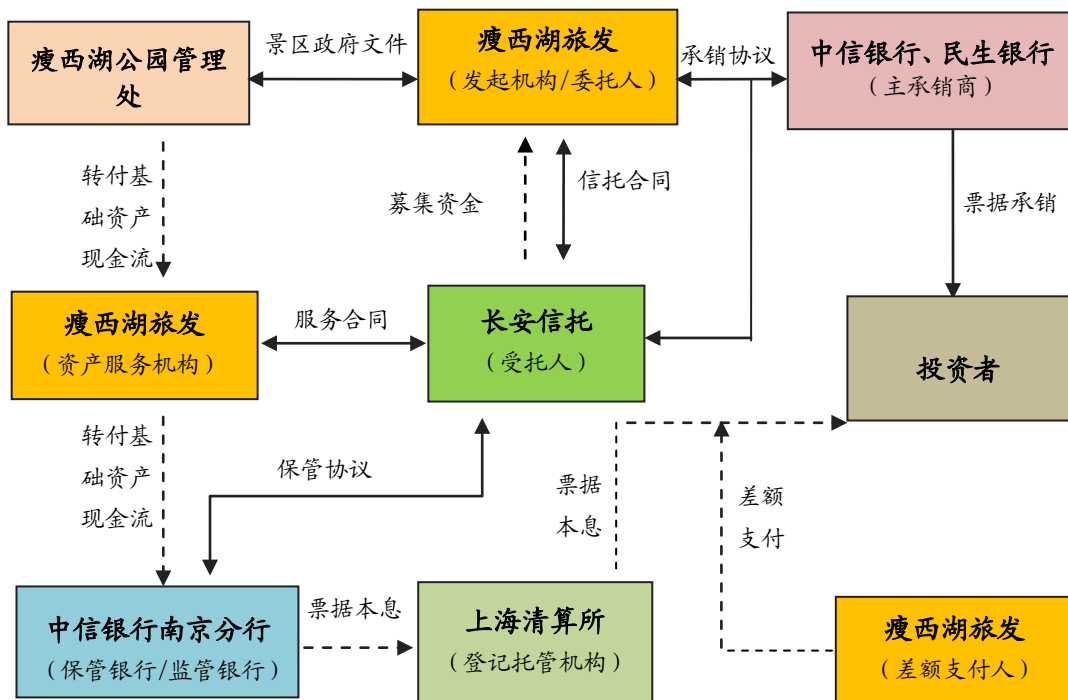 瘦西湖公园管理
处
景区政府文件
瘦西湖旅发
（发起机构/委托人）
承销协议
中信银行、民生银行
（主承销商）
转付基
础资产
现金流
募集资金
信托合同
票据承销
瘦西湖旅发
（资产服务机构）
服务合同
长安信托
（受托人）
投资者
转付基
础资产
现金流
保管协议
票据
本息
差额
支付
中信银行南京分行
（保管银行/监管银行）
票据本息
上海清算所
（登记托管机构）
瘦西湖旅发
（差额支付人）